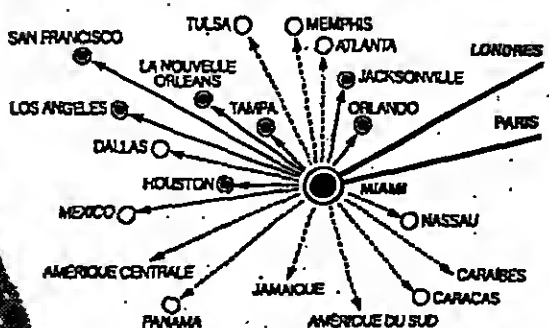 TULSA
MEMPHIS
SAN FRANCISCO
ATLANTA
LONDRES
LA NOUVELLE
ORLEANS
JACKSONVILLE
LOS ANGELES
TAMPA
ORLANDO
PARIS
DALLAS
HOUSTON
MIAMI
MEXICO
NASSAU
AMÉRIQUE CENTRALE
JAMAIQUE
CARAÏBES
CARACAS
PANAMA
AMÉRIQUE DU SUD